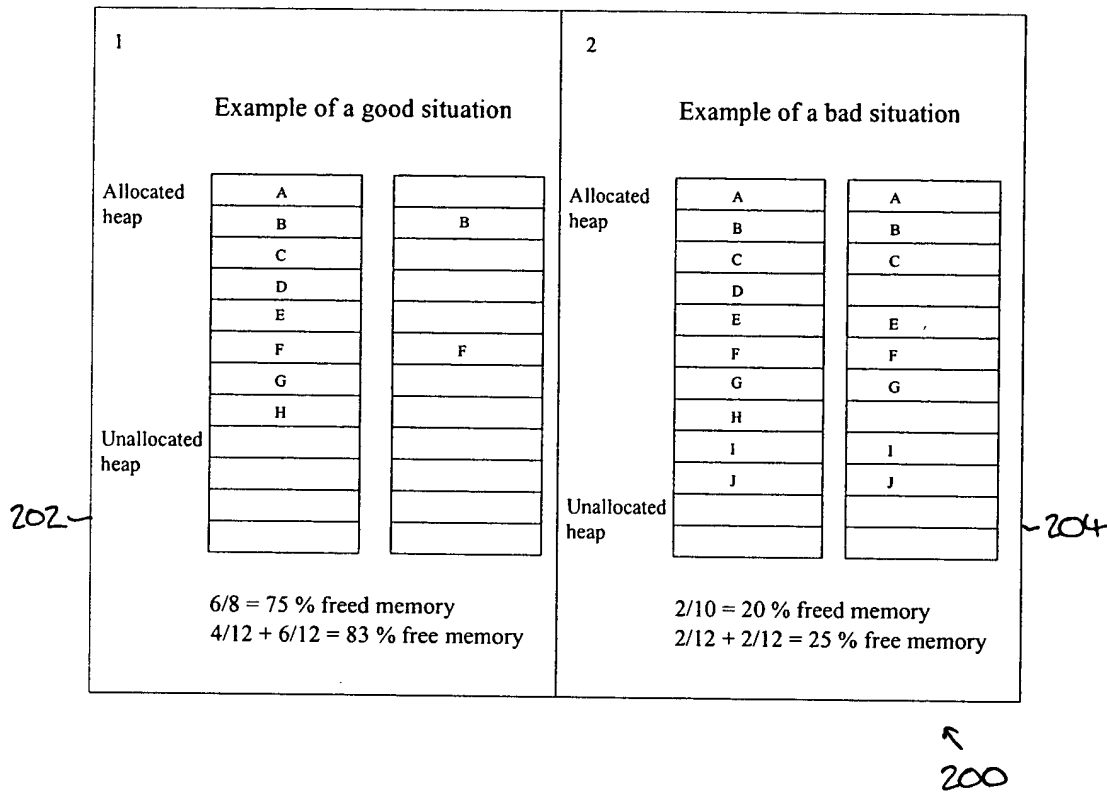 1
Example of a good situation
Allocated
heap
A
B B
C
D
E
F F
G
H
Unallocated
heap
6/8 = 75 % freed memory
4/12 + 6/12 = 83 % free memory
202
2
Example of a bad situation
Allocated
heap
A A
B B
C C
D
E E
F F
G G
H
I I
J J
Unallocated
heap
2/10 = 20 % freed memory
2/12 + 2/12 = 25 % free memory
204
200